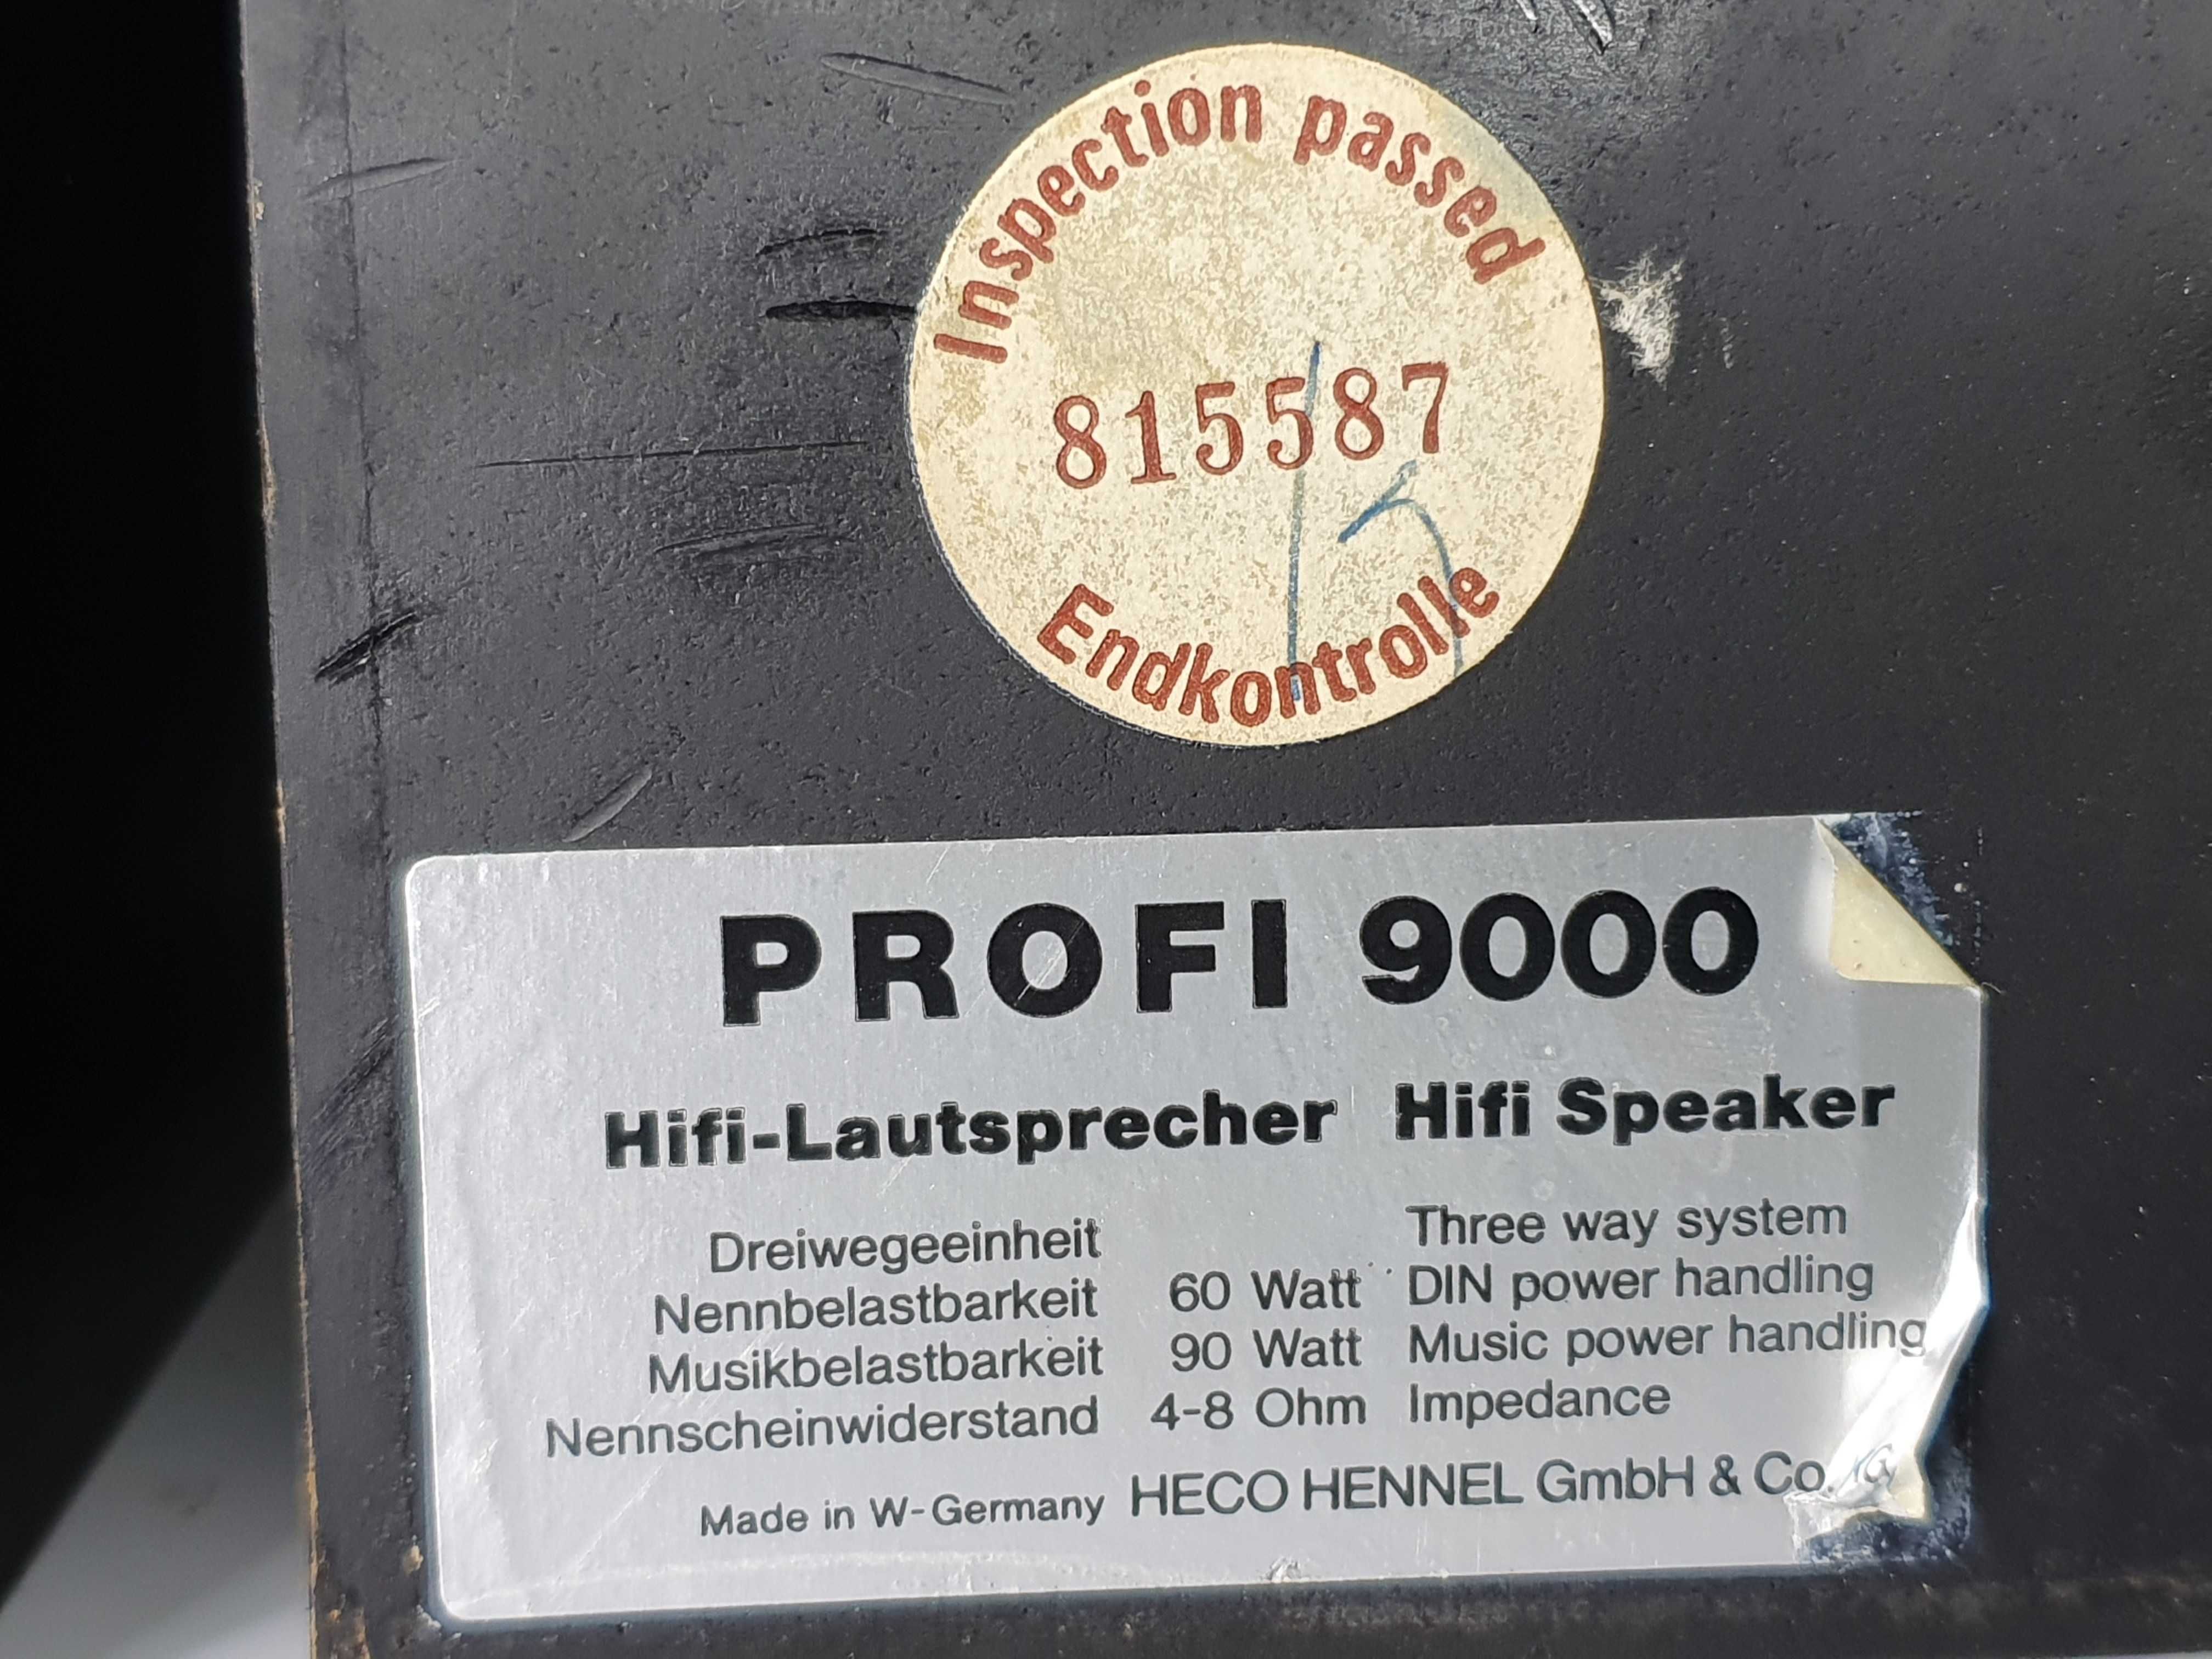 Inspection passed
815587
Endkontrolle
PROFI 9000
Hifi-Lautsprecher Hifi Speaker
Dreiwegeeinheit Three way system
Nennbelastbarkeit 60 Watt DIN power handling
Musikbelastbarkeit 90 Watt Music power handling
Nennscheinwiderstand 4-8 Ohm Impedance
Made in W-Germany HECO HENNEL GmbH & Co.